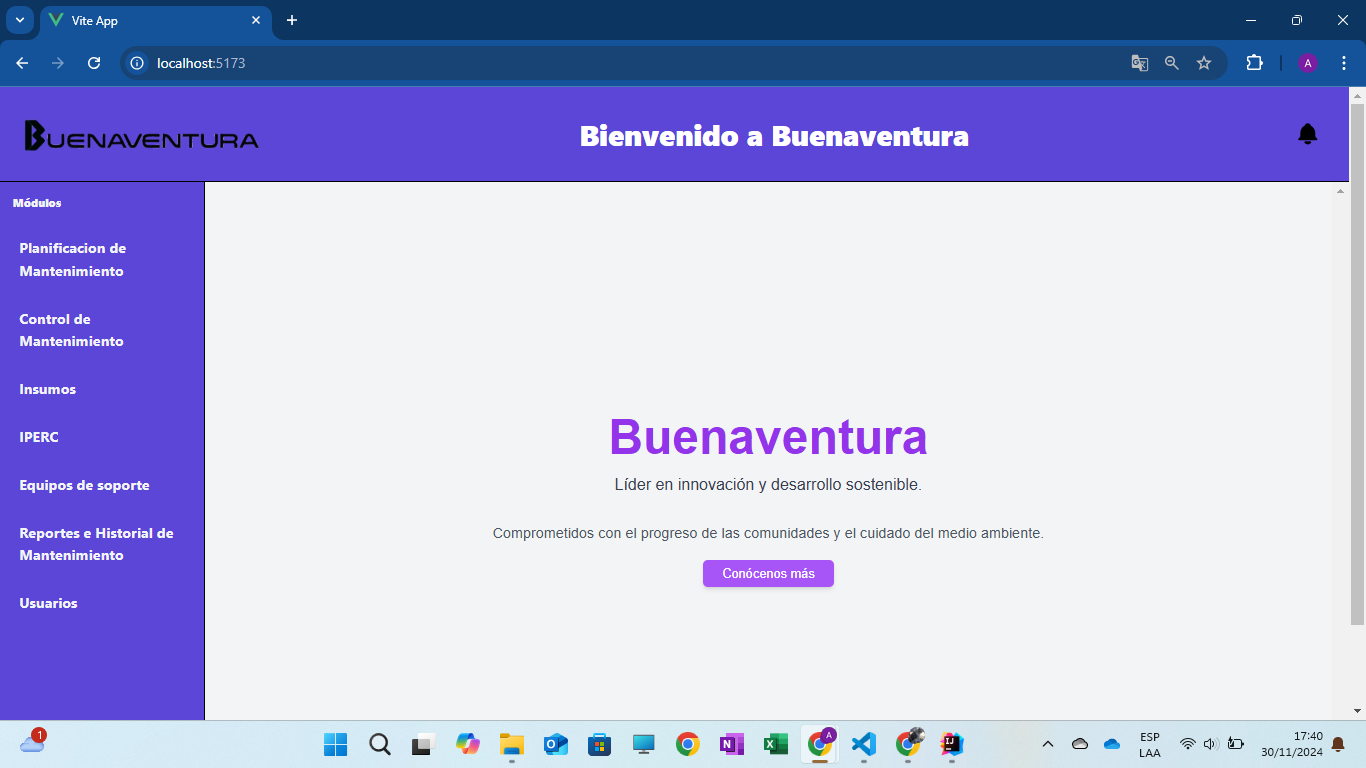 Vite App
localhost:5173
A
BUENAVENTURA
Bienvenido a Buenaventura
Módulos
Planificacion de
Mantenimiento
Control de
Mantenimiento
Insumos
IPERC
Equipos de soporte
Reportes e Historial de
Mantenimiento
Usuarios
Buenaventura
Líder en innovación y desarrollo sostenible.
Comprometidos con el progreso de las comunidades y el cuidado del medio ambiente.
Conócenos más
1
A
ESP
LAA
17:40
30/11/2024